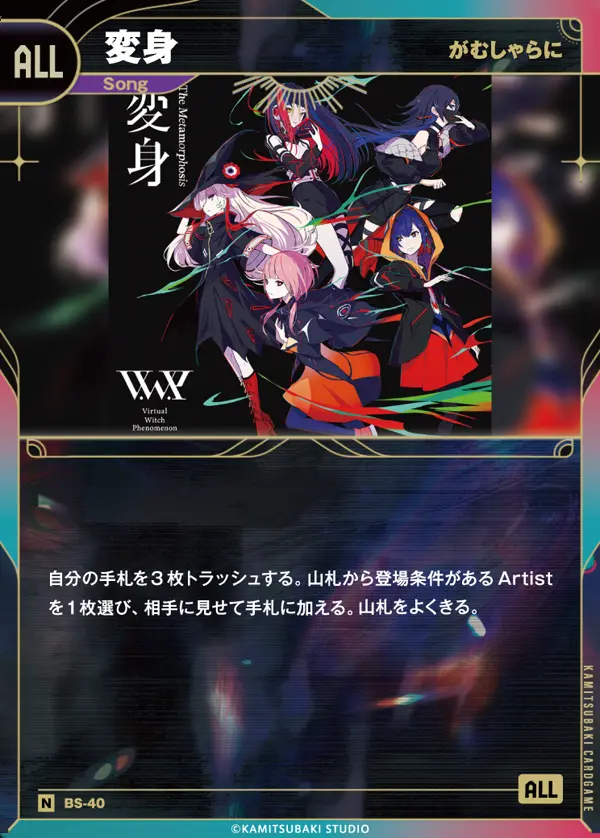 ALL
変身
がむしゃらに
Song
変身
The Metamorphosis
V.W.P
Virtual
Witch
Phenomenon
自分の手札を3枚トラッシュする。山札から登場条件があるArtist
を1枚選び、相手に見せて手札に加える。山札をよくきる。
KAMITSUBAKI CARDGAME
ALL
N BS-40
©KAMITSUBAKI STUDIO